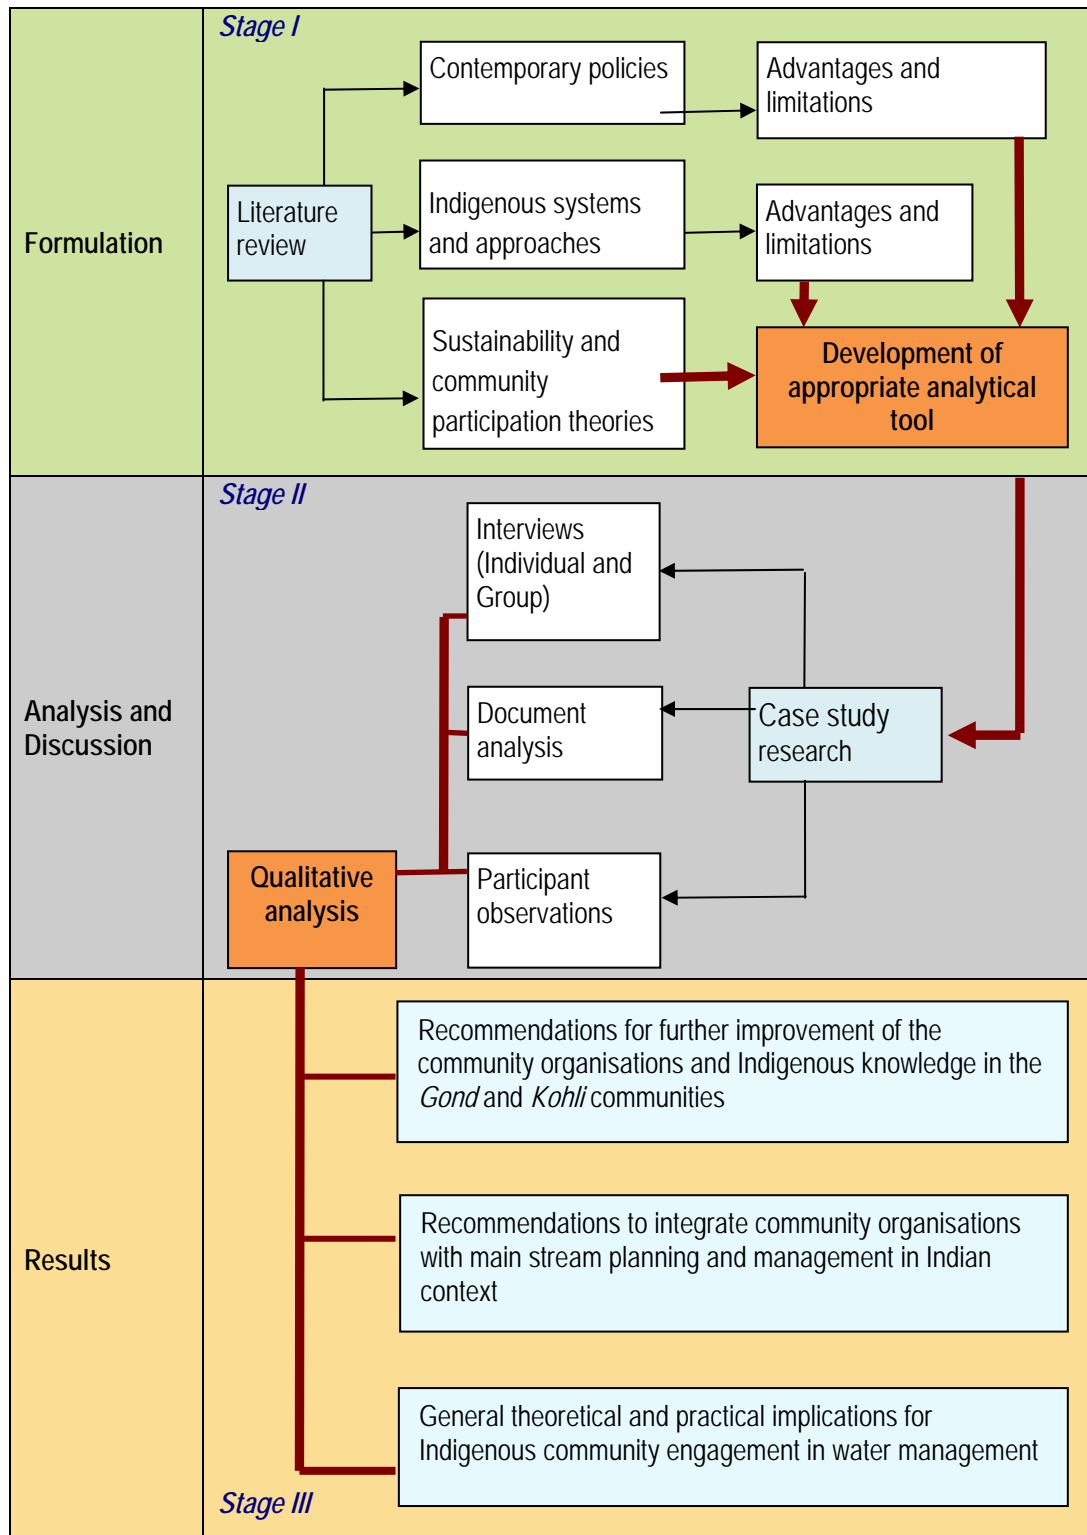 Stage I
Formulation
Literature
review
Contemporary policies
Advantages and
limitations
Indigenous systems
and approaches
Advantages and
limitations
Sustainability and
community
participation theories
Development of
appropriate analytical
tool
Stage II
Analysis and
Discussion
Interviews
(Individual and
Group)
Document
analysis
Case study
research
Participant
observations
Qualitative
analysis
Results
Recommendations for further improvement of the
community organisations and Indigenous knowledge in the
Gond and Kohli communities
Recommendations to integrate community organisations
with main stream planning and management in Indian
context
General theoretical and practical implications for
Indigenous community engagement in water management
Stage III